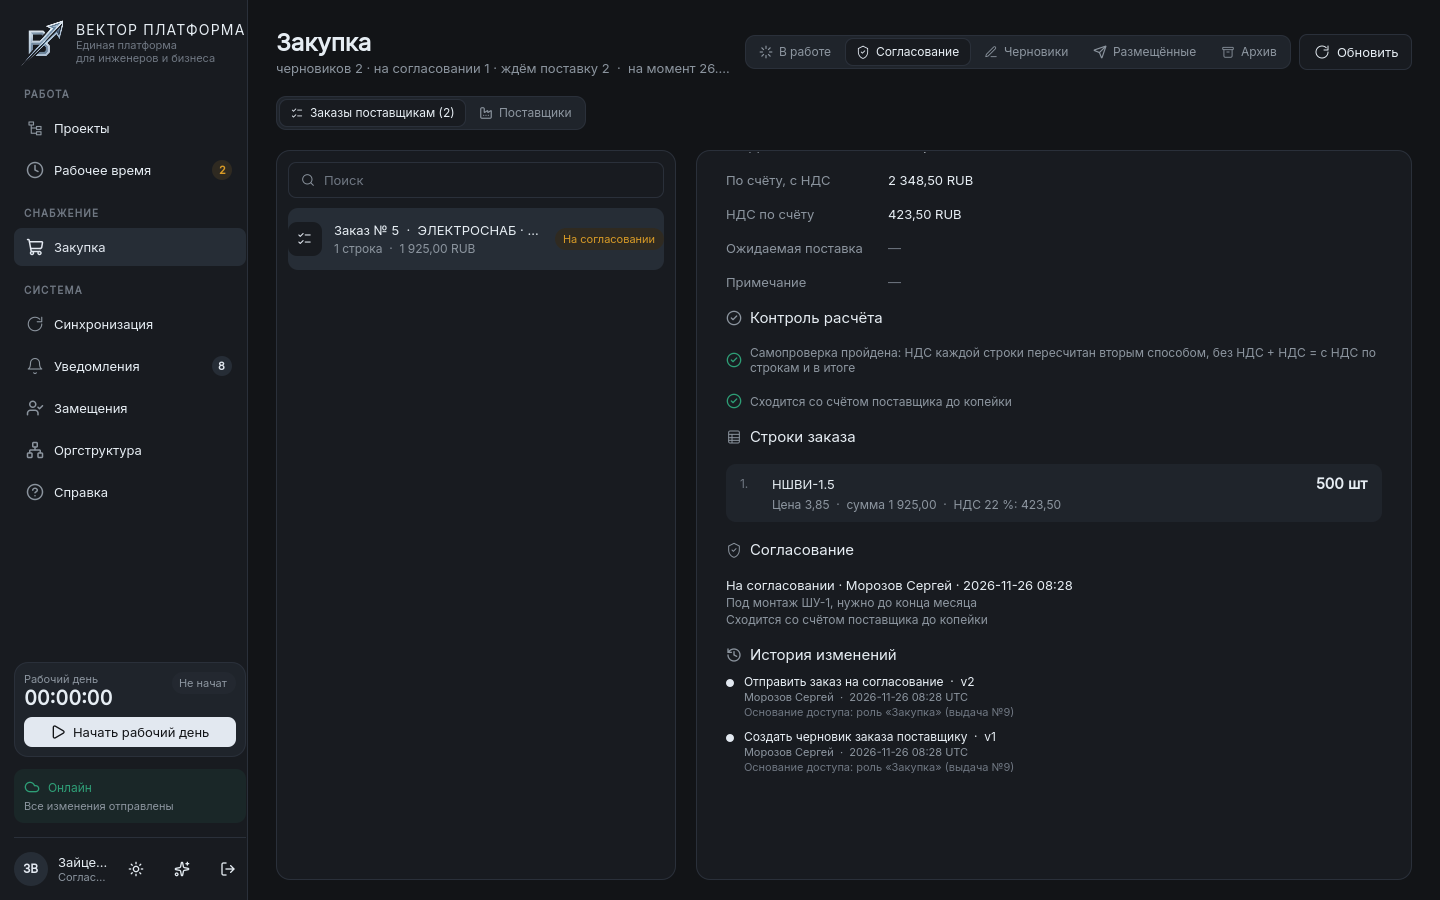 ВЕКТОР ПЛАТФОРМА
Единая платформа
для инженеров и бизнеса
РАБОТА
Проекты
Рабочее время
2
СНАБЖЕНИЕ
Закупка
СИСТЕМА
Синхронизация
Уведомления
8
Замещения
Оргструктура
Справка
Рабочий день
Не начат
00:00:00
Начать рабочий день
Онлайн
Все изменения отправлены
ЗВ
Зайце...
Соглас...
Закупка
черновиков 2 · на согласовании 1 · ждём поставку 2 · на момент 26....
В работе
Согласование
Черновики
Размещённые
Архив
Обновить
Заказы поставщикам (2)
Поставщики
Поиск
Заказ № 5 · ЭЛЕКТРОСНАБ · ...
1 строка · 1 925,00 RUB
На согласовании
По счёту, с НДС 2 348,50 RUB
НДС по счёту 423,50 RUB
Ожидаемая поставка —
Примечание —
Контроль расчёта
Самопроверка пройдена: НДС каждой строки пересчитан вторым способом, без НДС + НДС = с НДС по
строкам и в итоге
Сходится со счётом поставщика до копейки
Строки заказа
1. НШВИ-1.5 500 шт
Цена 3,85 · сумма 1 925,00 · НДС 22 %: 423,50
Согласование
На согласовании · Морозов Сергей · 2026-11-26 08:28
Под монтаж ШУ-1, нужно до конца месяца
Сходится со счётом поставщика до копейки
История изменений
Отправить заказ на согласование · v2
Морозов Сергей · 2026-11-26 08:28 UTC
Основание доступа: роль «Закупка» (выдача №9)
Создать черновик заказа поставщику · v1
Морозов Сергей · 2026-11-26 08:28 UTC
Основание доступа: роль «Закупка» (выдача №9)